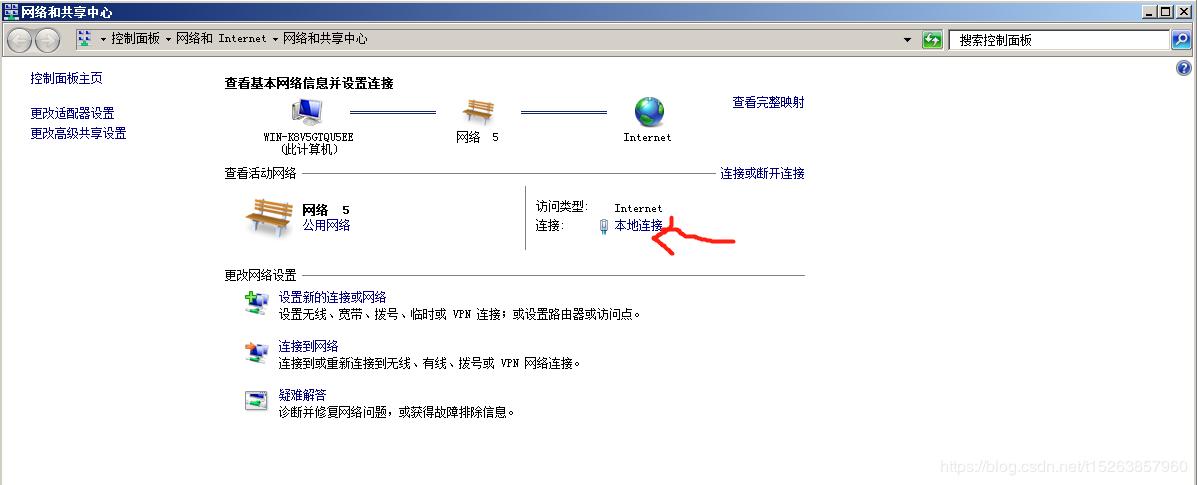 网络和共享中心
控制面板 网络和 Internet 网络和共享中心
搜索控制面板
控制面板主页
更改适配器设置
更改高级共享设置
查看基本网络信息并设置连接
查看完整映射
WIN-K8V5GTQU5EE
(此计算机)
网络 5
Internet
查看活动网络
连接或断开连接
网络 5
公用网络
访问类型: Internet
连接: 本地连接
更改网络设置
设置新的连接或网络
设置无线、宽带、拨号、临时或 VPN 连接；或设置路由器或访问点。
连接到网络
连接到或重新连接到无线、有线、拨号或 VPN 网络连接。
疑难解答
诊断并修复网络问题，或获得故障排除信息。
https://blog.csdn.net/t15263857960